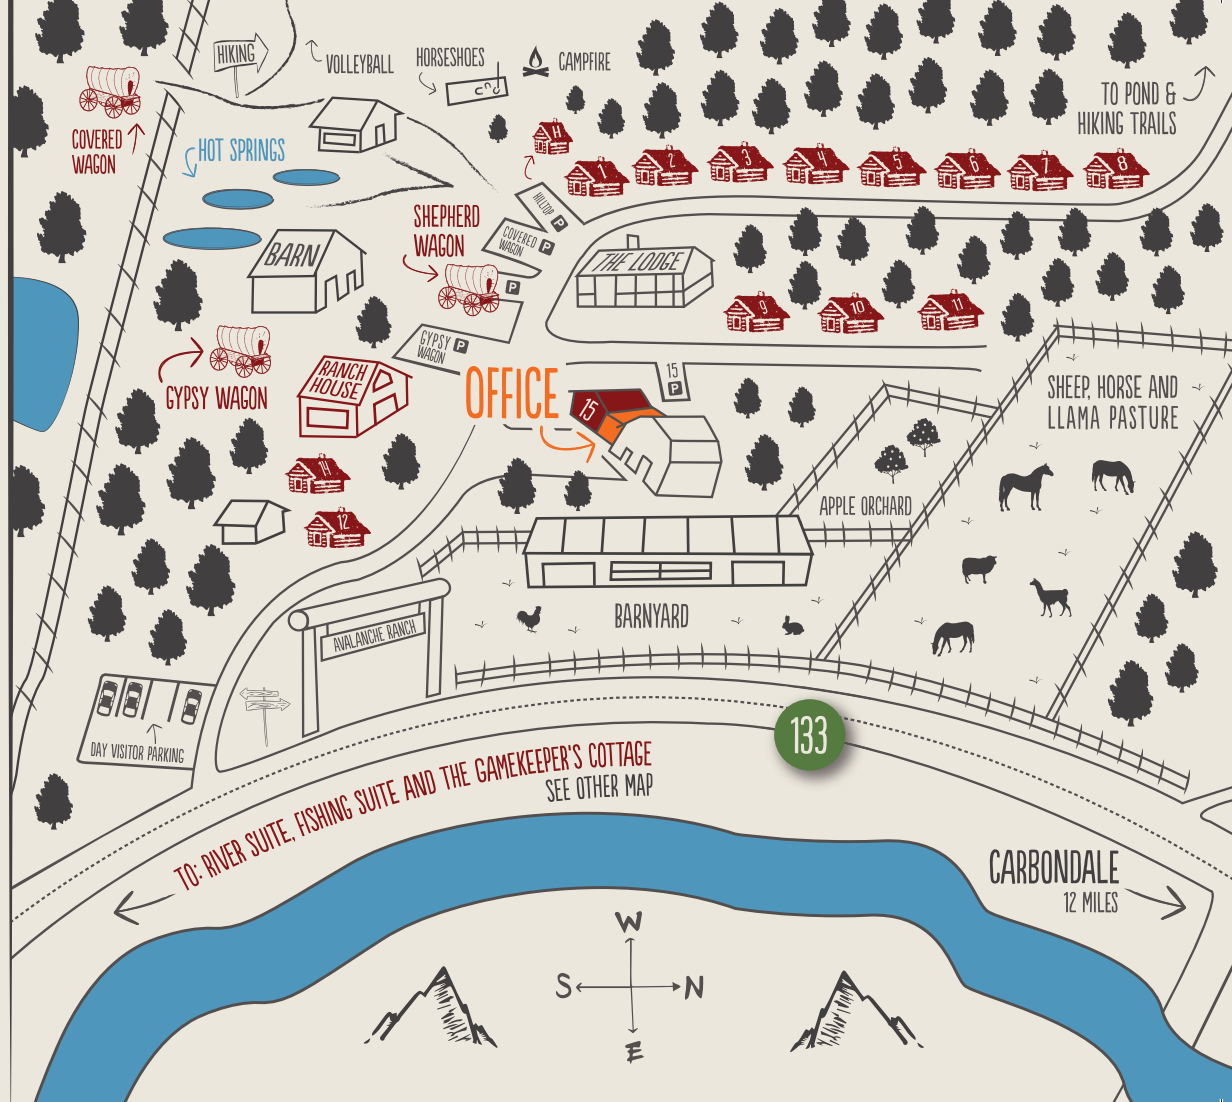 HIKING
VOLLEYBALL
HORSESHOES
CAMPFIRE
TO POND &
HIKING TRAILS
COVERED
WAGON
HOT SPRINGS
H
1
2
3
4
5
6
7
8
HILLTOP P
COVERED
WAGON P
SHEPHERD
WAGON
P
BARN
THE LODGE
9
10
11
GYPSY
WAGON P
GYPSY WAGON
RANCH
HOUSE
OFFICE
15
P
15
SHEEP, HORSE AND
LLAMA PASTURE
14
12
APPLE ORCHARD
BARNYARD
AVALANCHE RANCH
DAY VISITOR PARKING
133
TO: RIVER SUITE, FISHING SUITE AND THE GAMEKEEPER'S COTTAGE
SEE OTHER MAP
CARBONDALE
12 MILES
W
S
N
E